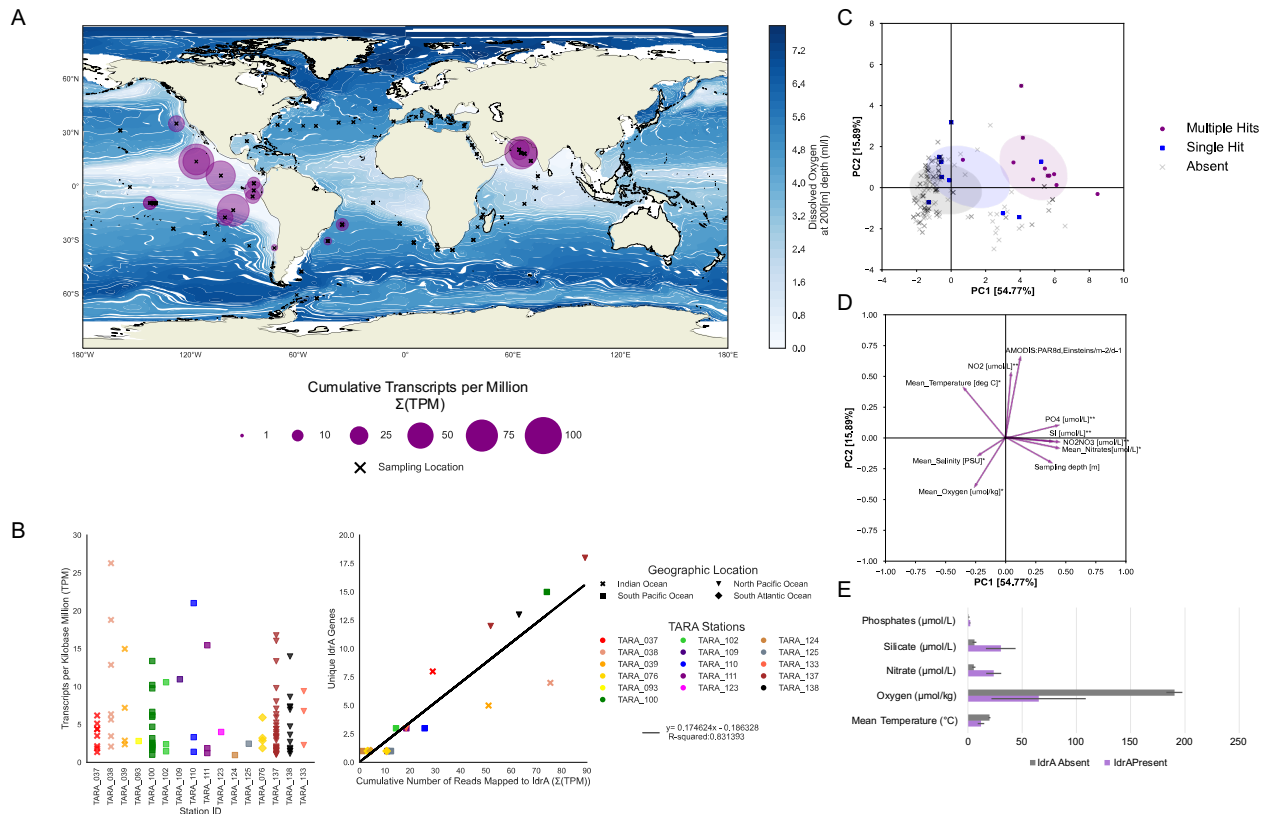 A
60°N
30°N
0°
30°S
60°S
180°W
120°W
60°W
0°
60°E
120°E
180°E
7.2
6.4
5.6
4.8
4.0
3.2
2.4
1.6
0.8
0.0
Dissolved Oxygen
at 200[m] depth (ml/l)
Cumulative Transcripts per Million
Σ(TPM)
1
10
25
50
75
100
Sampling Location
B
Transcripts per Kilobase Million (TPM)
30
25
20
15
10
5
0
TARA_037
TARA_038
TARA_039
TARA_093
TARA_100
TARA_102
TARA_109
TARA_110
TARA_111
TARA_123
TARA_124
TARA_125
TARA_076
TARA_137
TARA_138
TARA_133
Station ID
Unique IdrA Genes
20.0
17.5
15.0
12.5
10.0
7.5
5.0
2.5
0.0
0
10
20
30
40
50
60
70
80
90
Cumulative Number of Reads Mapped to IdrA (Σ(TPM))
Geographic Location
Indian Ocean
North Pacific Ocean
South Pacific Ocean
South Atlantic Ocean
TARA Stations
TARA_037
TARA_102
TARA_124
TARA_038
TARA_109
TARA_125
TARA_039
TARA_110
TARA_133
TARA_076
TARA_111
TARA_137
TARA_093
TARA_123
TARA_138
TARA_100
y= 0.174624x - 0.186328
R-squared:0.831393
C
PC2 [15.89%]
8
6
4
2
0
−2
−4
−4
−2
0
2
4
6
8
10
PC1 [54.77%]
Multiple Hits
Single Hit
Absent
D
PC2 [15.89%]
1.00
0.75
0.50
0.25
0.00
−0.25
−0.50
−0.75
−1.00
AMODIS:PAR8d,Einsteins/m-2/d-1
NO2 [umol/L]**
Mean_Temperature [deg C]*
PO4 [umol/L]**
SI [umol/L]**
NO2NO3 [umol/L]**
Mean_Nitrates[umol/L]*
Mean_Salinity [PSU]*
Sampling depth [m]
Mean_Oxygen [umol/kg]*
−1.00
−0.75
−0.50
−0.25
0.00
0.25
0.50
0.75
1.00
PC1 [54.77%]
E
Phosphates (µmol/L)
Silicate (µmol/L)
Nitrate (µmol/L)
Oxygen (µmol/kg)
Mean Temperature (°C)
0
50
100
150
200
250
IdrA Absent
IdrAPresent